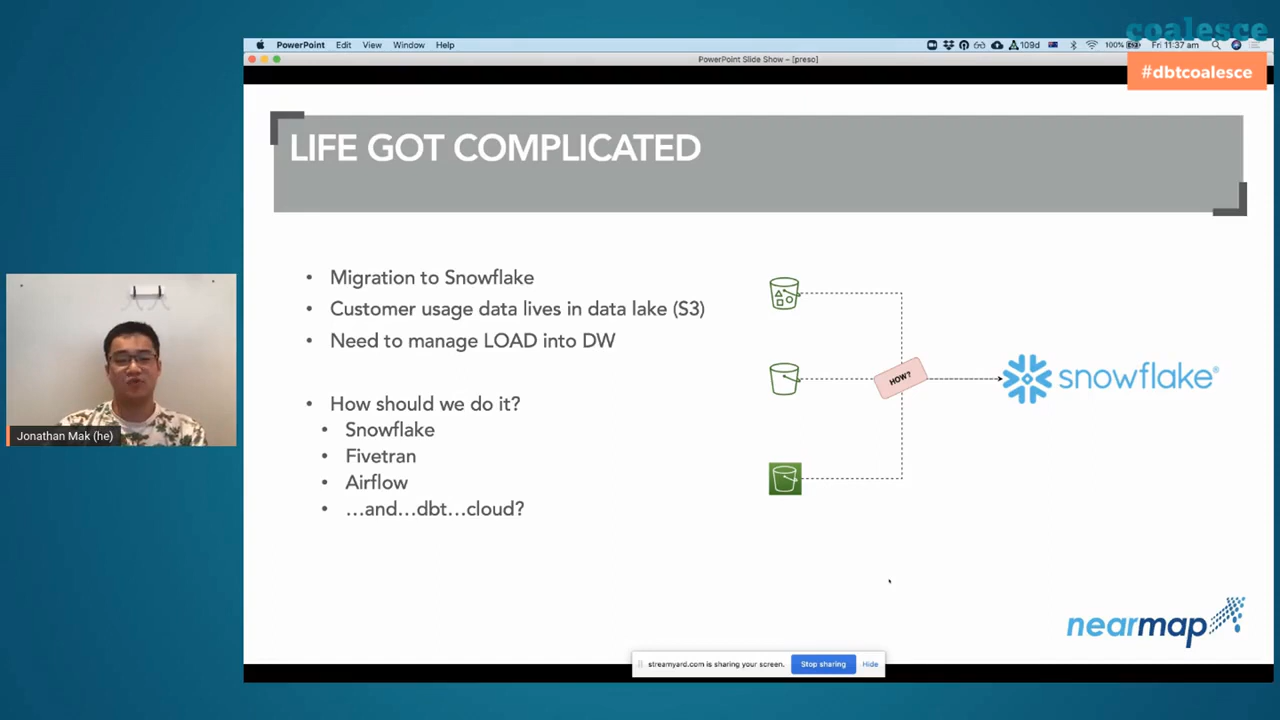 coalesce
#dbtcoalesce
PowerPoint Edit View Window Help
109d
100%
Fri 11:37 am
PowerPoint Slide Show – [preso]
LIFE GOT COMPLICATED
• Migration to Snowflake
• Customer usage data lives in data lake (S3)
• Need to manage LOAD into DW
• How should we do it?
• Snowflake
• Fivetran
• Airflow
• …and…dbt…cloud?
HOW?
snowflake®
Jonathan Mak (he)
nearmap
streamyard.com is sharing your screen. Stop sharing Hide